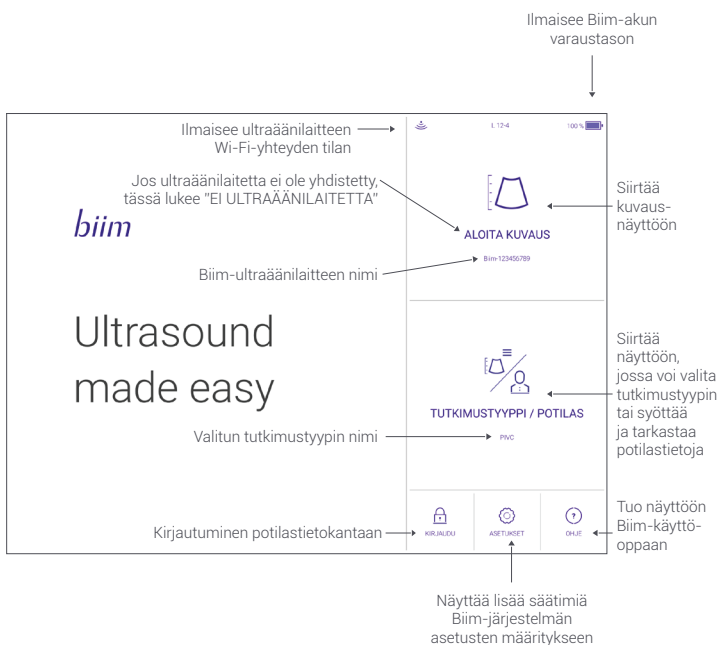 Ilmaisee Biim-akun
varaustason
Ilmaisee ultraäänilaitteen
Wi-Fi-yhteyden tilan
L 12-4
100 %
Jos ultraäänilaitetta ei ole yhdistetty,
tässä lukee "EI ULTRAÄÄNILAITETTA"
Siirtää
kuvaus-
näyttöön
biim
ALOITA KUVAUS
Biim-123456789
Biim-ultraäänilaitteen nimi
Ultrasound
made easy
Siirtää
näyttöön,
jossa voi valita
tutkimustyypin
tai syöttää
ja tarkastaa
potilastietoja
TUTKIMUSTYYPPI / POTILAS
Valitun tutkimustyypin nimi
PIVC
Kirjautuminen potilastietokantaan
KIRJAUDU
ASETUKSET
?
OHJE
Tuo näyttöön
Biim-käyttö-
oppaan
Näyttää lisää säätimiä
Biim-järjestelmän
asetusten määritykseen